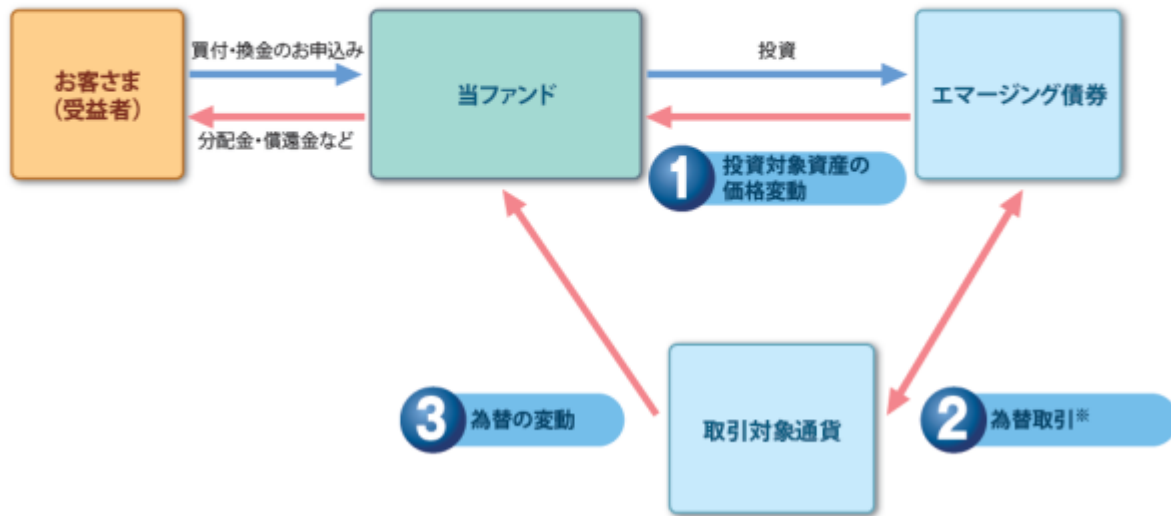 買付・換金のお申込み
投資
お客さま
（受益者）
当ファンド
エマージング債券
分配金・償還金など
1 投資対象資産の
価格変動
3 為替の変動
取引対象通貨
2 為替取引※